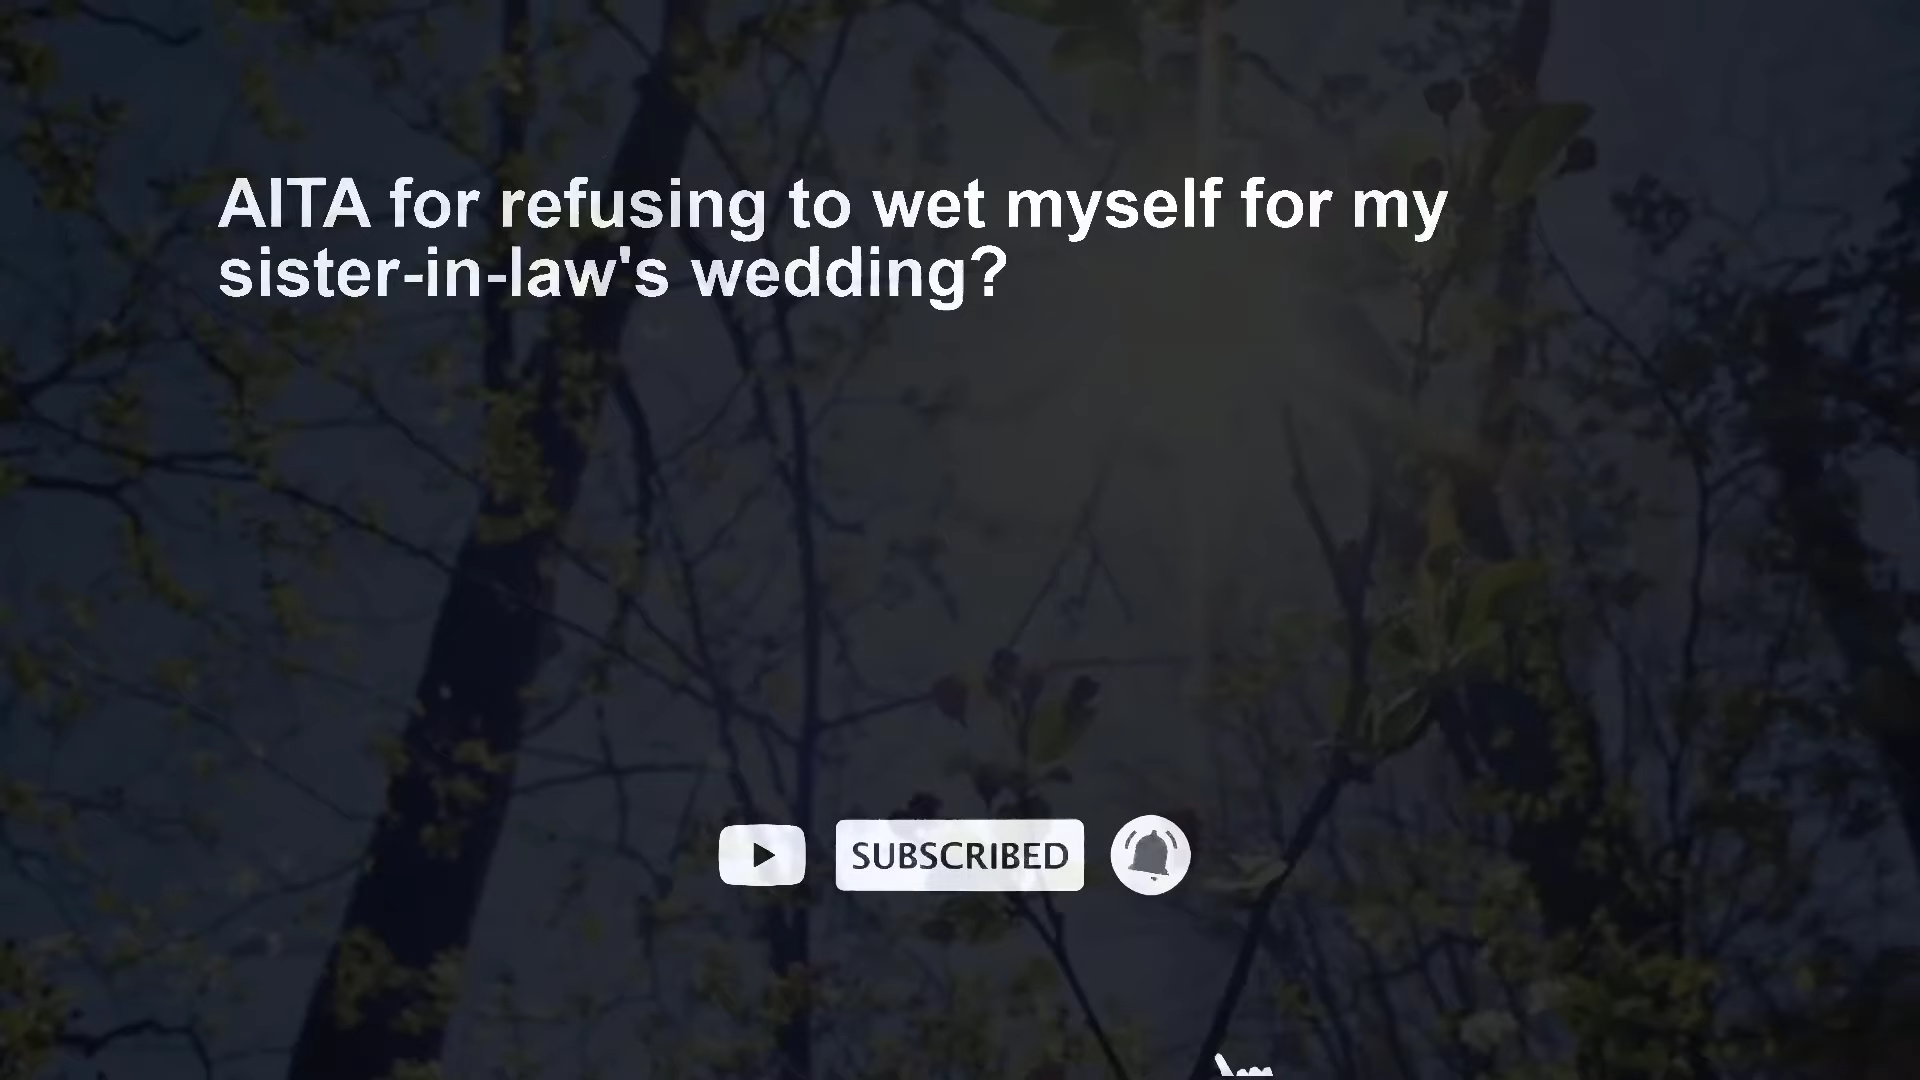 AITA for refusing to wet myself for my
sister-in-law's wedding?
SUBSCRIBED